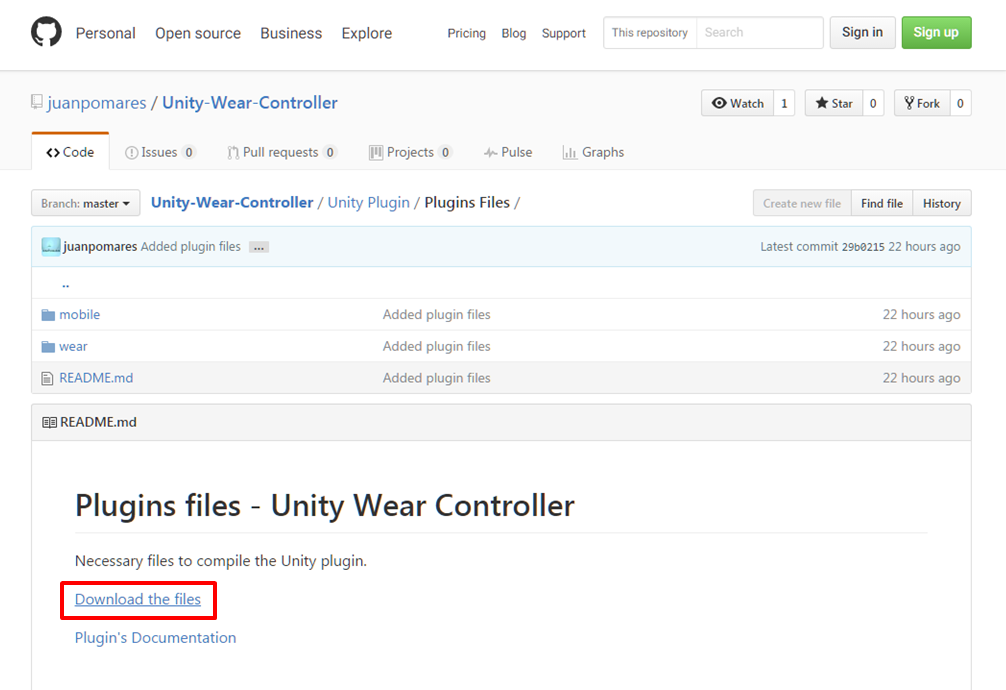 Personal Open source Business Explore Pricing Blog Support This repository Search Sign in Sign up
juanpomares / Unity-Wear-Controller Watch 1 Star 0 Fork 0
Code Issues 0 Pull requests 0 Projects 0 Pulse Graphs
Branch: master Unity-Wear-Controller / Unity Plugin / Plugins Files / Create new file Find file History
juanpomares Added plugin files ... Latest commit 29b0215 22 hours ago
..
mobile Added plugin files 22 hours ago
wear Added plugin files 22 hours ago
README.md Added plugin files 22 hours ago
README.md
Plugins files - Unity Wear Controller
Necessary files to compile the Unity plugin.
Download the files
Plugin's Documentation